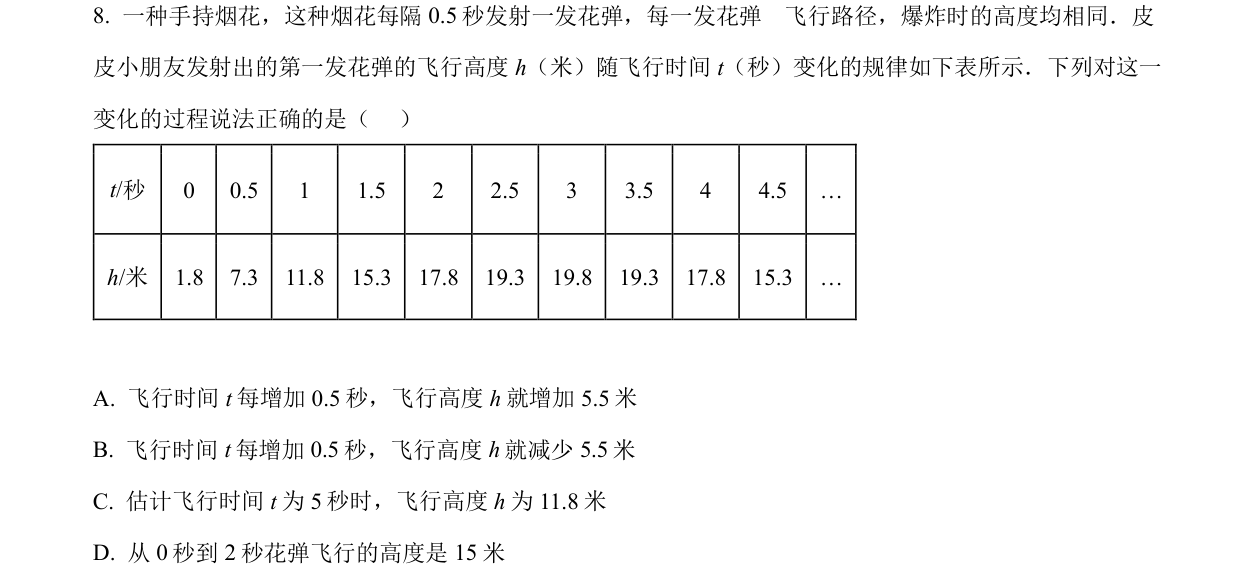 8. 一种手持烟花，这种烟花每隔 0.5 秒发射一发花弹，每一发花弹 飞行路径，爆炸时的高度均相同．皮
皮小朋友发射出的第一发花弹的飞行高度 h（米）随飞行时间 t（秒）变化的规律如下表所示．下列对这一
变化的过程说法正确的是（ ）
t/秒 0 0.5 1 1.5 2 2.5 3 3.5 4 4.5 …
h/米 1.8 7.3 11.8 15.3 17.8 19.3 19.8 19.3 17.8 15.3 …
A. 飞行时间 t 每增加 0.5 秒，飞行高度 h 就增加 5.5 米
B. 飞行时间 t 每增加 0.5 秒，飞行高度 h 就减少 5.5 米
C. 估计飞行时间 t 为 5 秒时，飞行高度 h 为 11.8 米
D. 从 0 秒到 2 秒花弹飞行的高度是 15 米